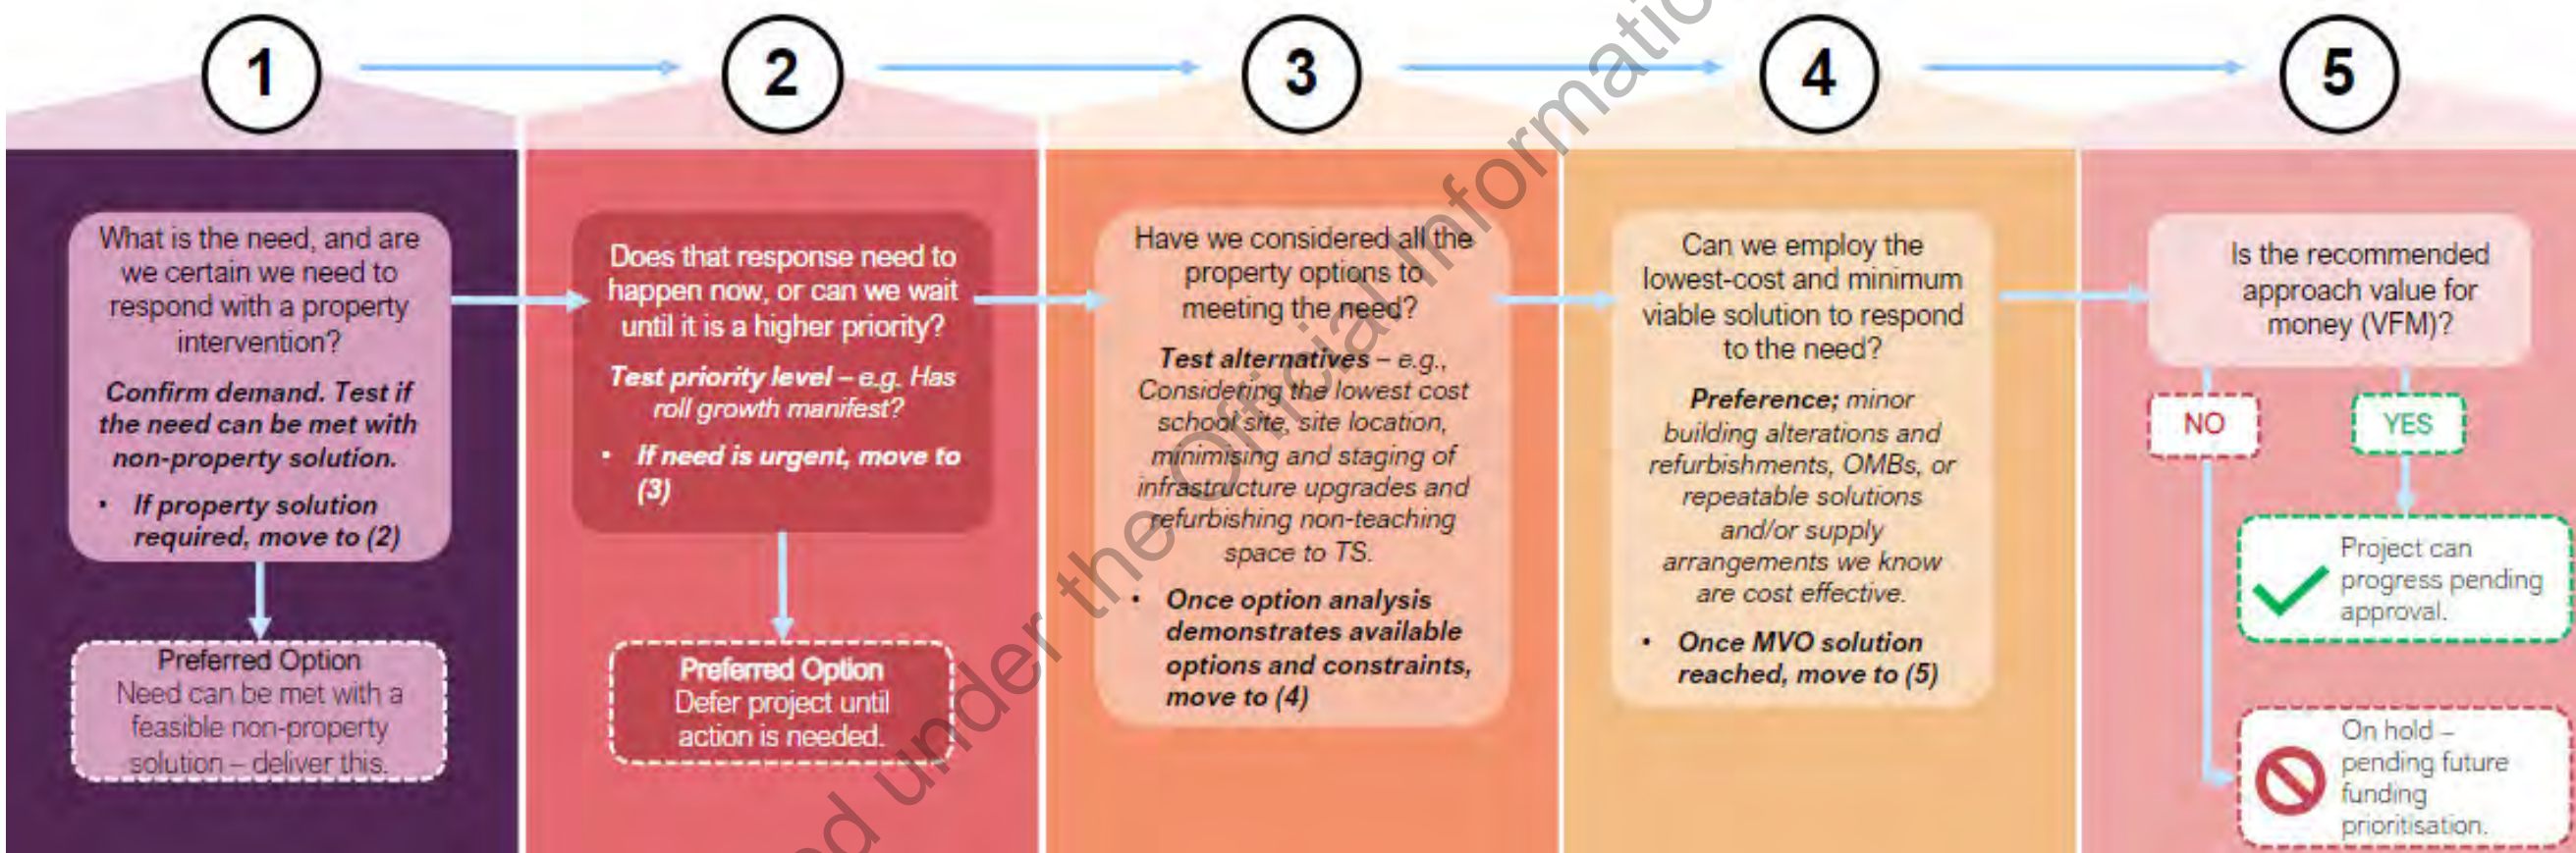 1
2
3
4
5
What is the need, and are
we certain we need to
respond with a property
intervention?
Confirm demand. Test if
the need can be met with
non-property solution.
• If property solution
required, move to (2)
Preferred Option
Need can be met with a
feasible non-property
solution – deliver this.
Does that response need to
happen now, or can we wait
until it is a higher priority?
Test priority level – e.g. Has
roll growth manifest?
• If need is urgent, move to
(3)
Preferred Option
Defer project until
action is needed.
Have we considered all the
property options to
meeting the need?
Test alternatives – e.g.,
Considering the lowest cost
school site, site location,
minimising and staging of
infrastructure upgrades and
refurbishing non-teaching
space to TS.
• Once option analysis
demonstrates available
options and constraints,
move to (4)
Can we employ the
lowest-cost and minimum
viable solution to respond
to the need?
Preference; minor
building alterations and
refurbishments, OMBs, or
repeatable solutions
and/or supply
arrangements we know
are cost effective.
• Once MVO solution
reached, move to (5)
Is the recommended
approach value for
money (VFM)?
NO
YES
Project can
progress pending
approval.
On hold –
pending future
funding
prioritisation.
under the Official